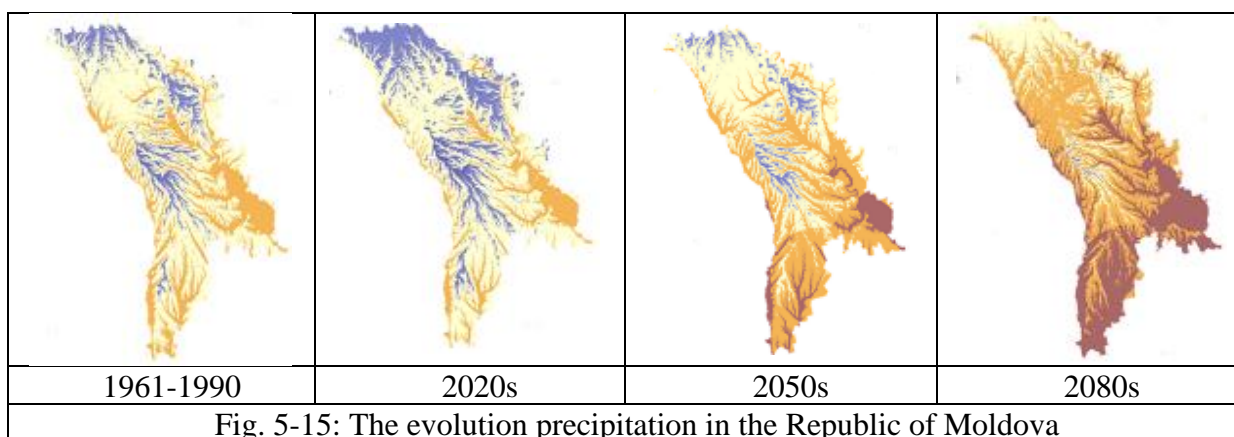 1961-1990 2020s 2050s 2080s
Fig. 5-15: The evolution precipitation in the Republic of Moldova